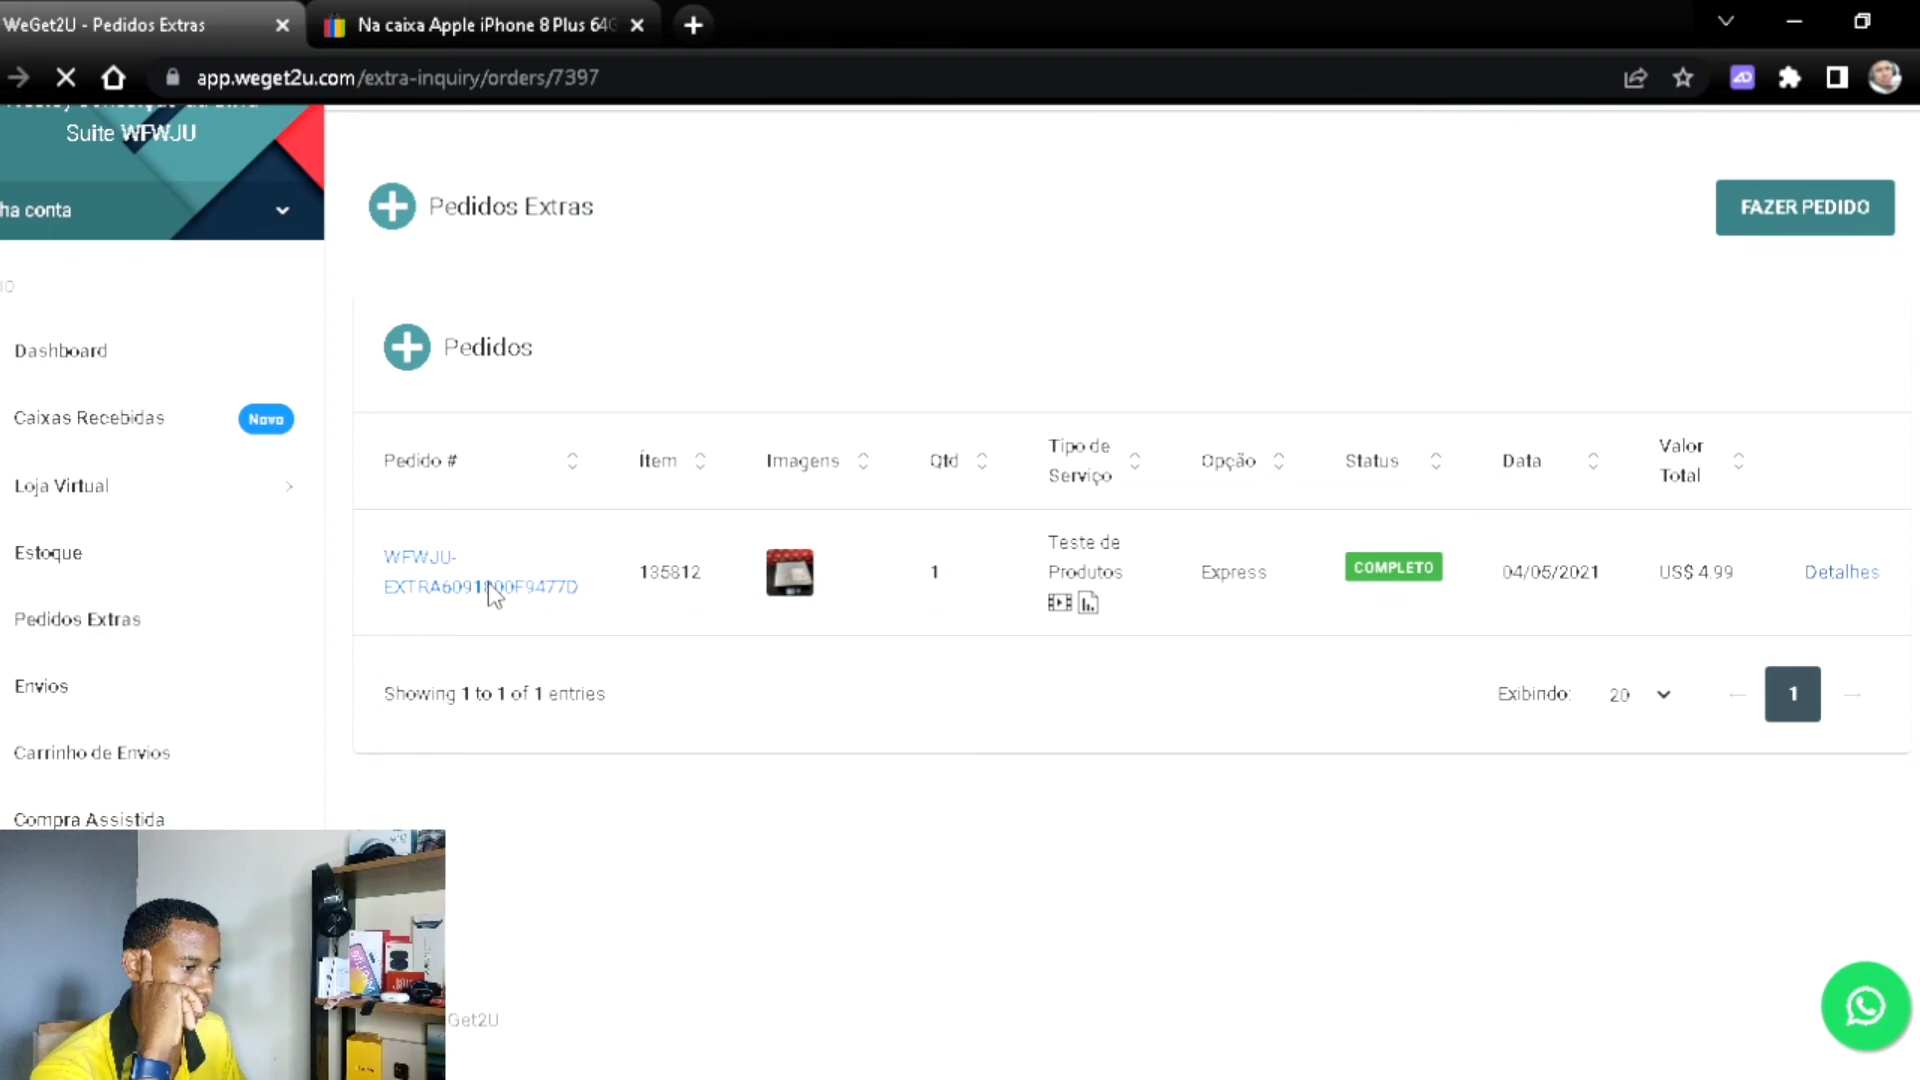 WeGet2U - Pedidos Extras
Na caixa Apple iPhone 8 Plus 64G
app.weget2u.com/extra-inquiry/orders/7397
Suite WFWJU
ha conta
IO
Dashboard
Caixas Recebidas
Novo
Loja Virtual
Estoque
Pedidos Extras
Envios
Carrinho de Envios
Compra Assistida
Pedidos Extras
FAZER PEDIDO
Pedidos
Pedido #
Ítem
Imagens
Qtd
Tipo de
Serviço
Opção
Status
Data
Valor
Total
WFWJU-
EXTRA6091800F9477D
135812
1
Teste de
Produtos
Express
COMPLETO
04/05/2021
US$ 4.99
Detalhes
Showing 1 to 1 of 1 entries
Exibindo:
20
1
Get2U